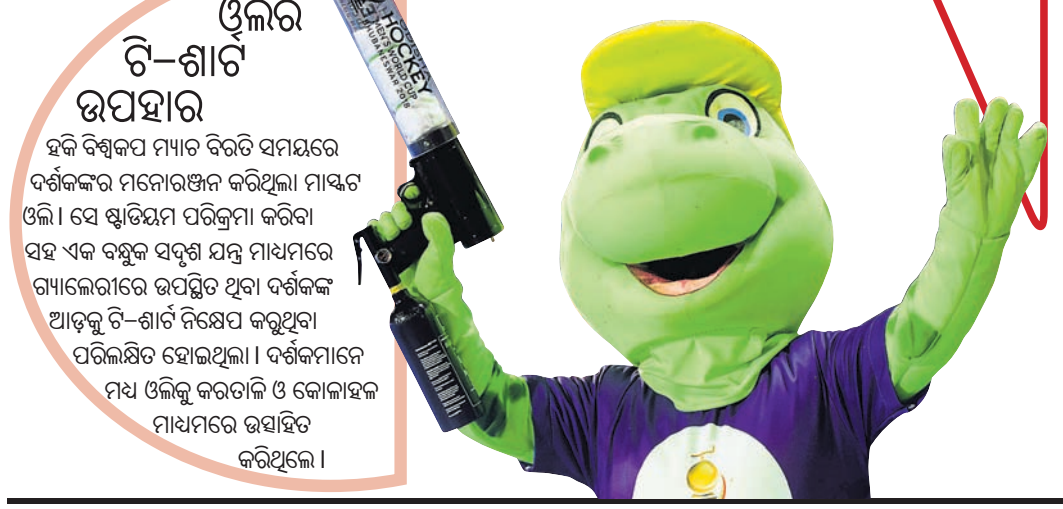 ଓଲିର
ଟି–ଶାର୍ଟ
ଉପହାର
ହକି ବିଶ୍ୱକପ ମ୍ୟାଚ ବିରତି ସମୟରେ
ଦର୍ଶକଙ୍କର ମନୋରଞ୍ଜନ କରିଥିଲା ମାସ୍କଟ
ଓଲି। ସେ ଷ୍ଟାଡିୟମ ପରିକ୍ରମା କରିବା
ସହ ଏକ ବନ୍ଧୁକ ସଦୃଶ ଯନ୍ତ୍ର ମାଧ୍ୟମରେ
ଗ୍ୟାଲେରୀରେ ଉପସ୍ଥିତ ଥିବା ଦର୍ଶକଙ୍କ
ଆଡ଼କୁ ଟି–ଶାର୍ଟ ନିକ୍ଷେପ କରୁଥିବା
ପରିଲକ୍ଷିତ ହୋଇଥିଲା। ଦର୍ଶକମାନେ
ମଧ୍ୟ ଓଲିକୁ କରତାଳି ଓ କୋଳାହଳ
ମାଧ୍ୟମରେ ଉତ୍ସାହିତ
କରିଥିଲେ।
HOCKEY
MEN'S WORLD CUP
BHUBANESWAR 2018